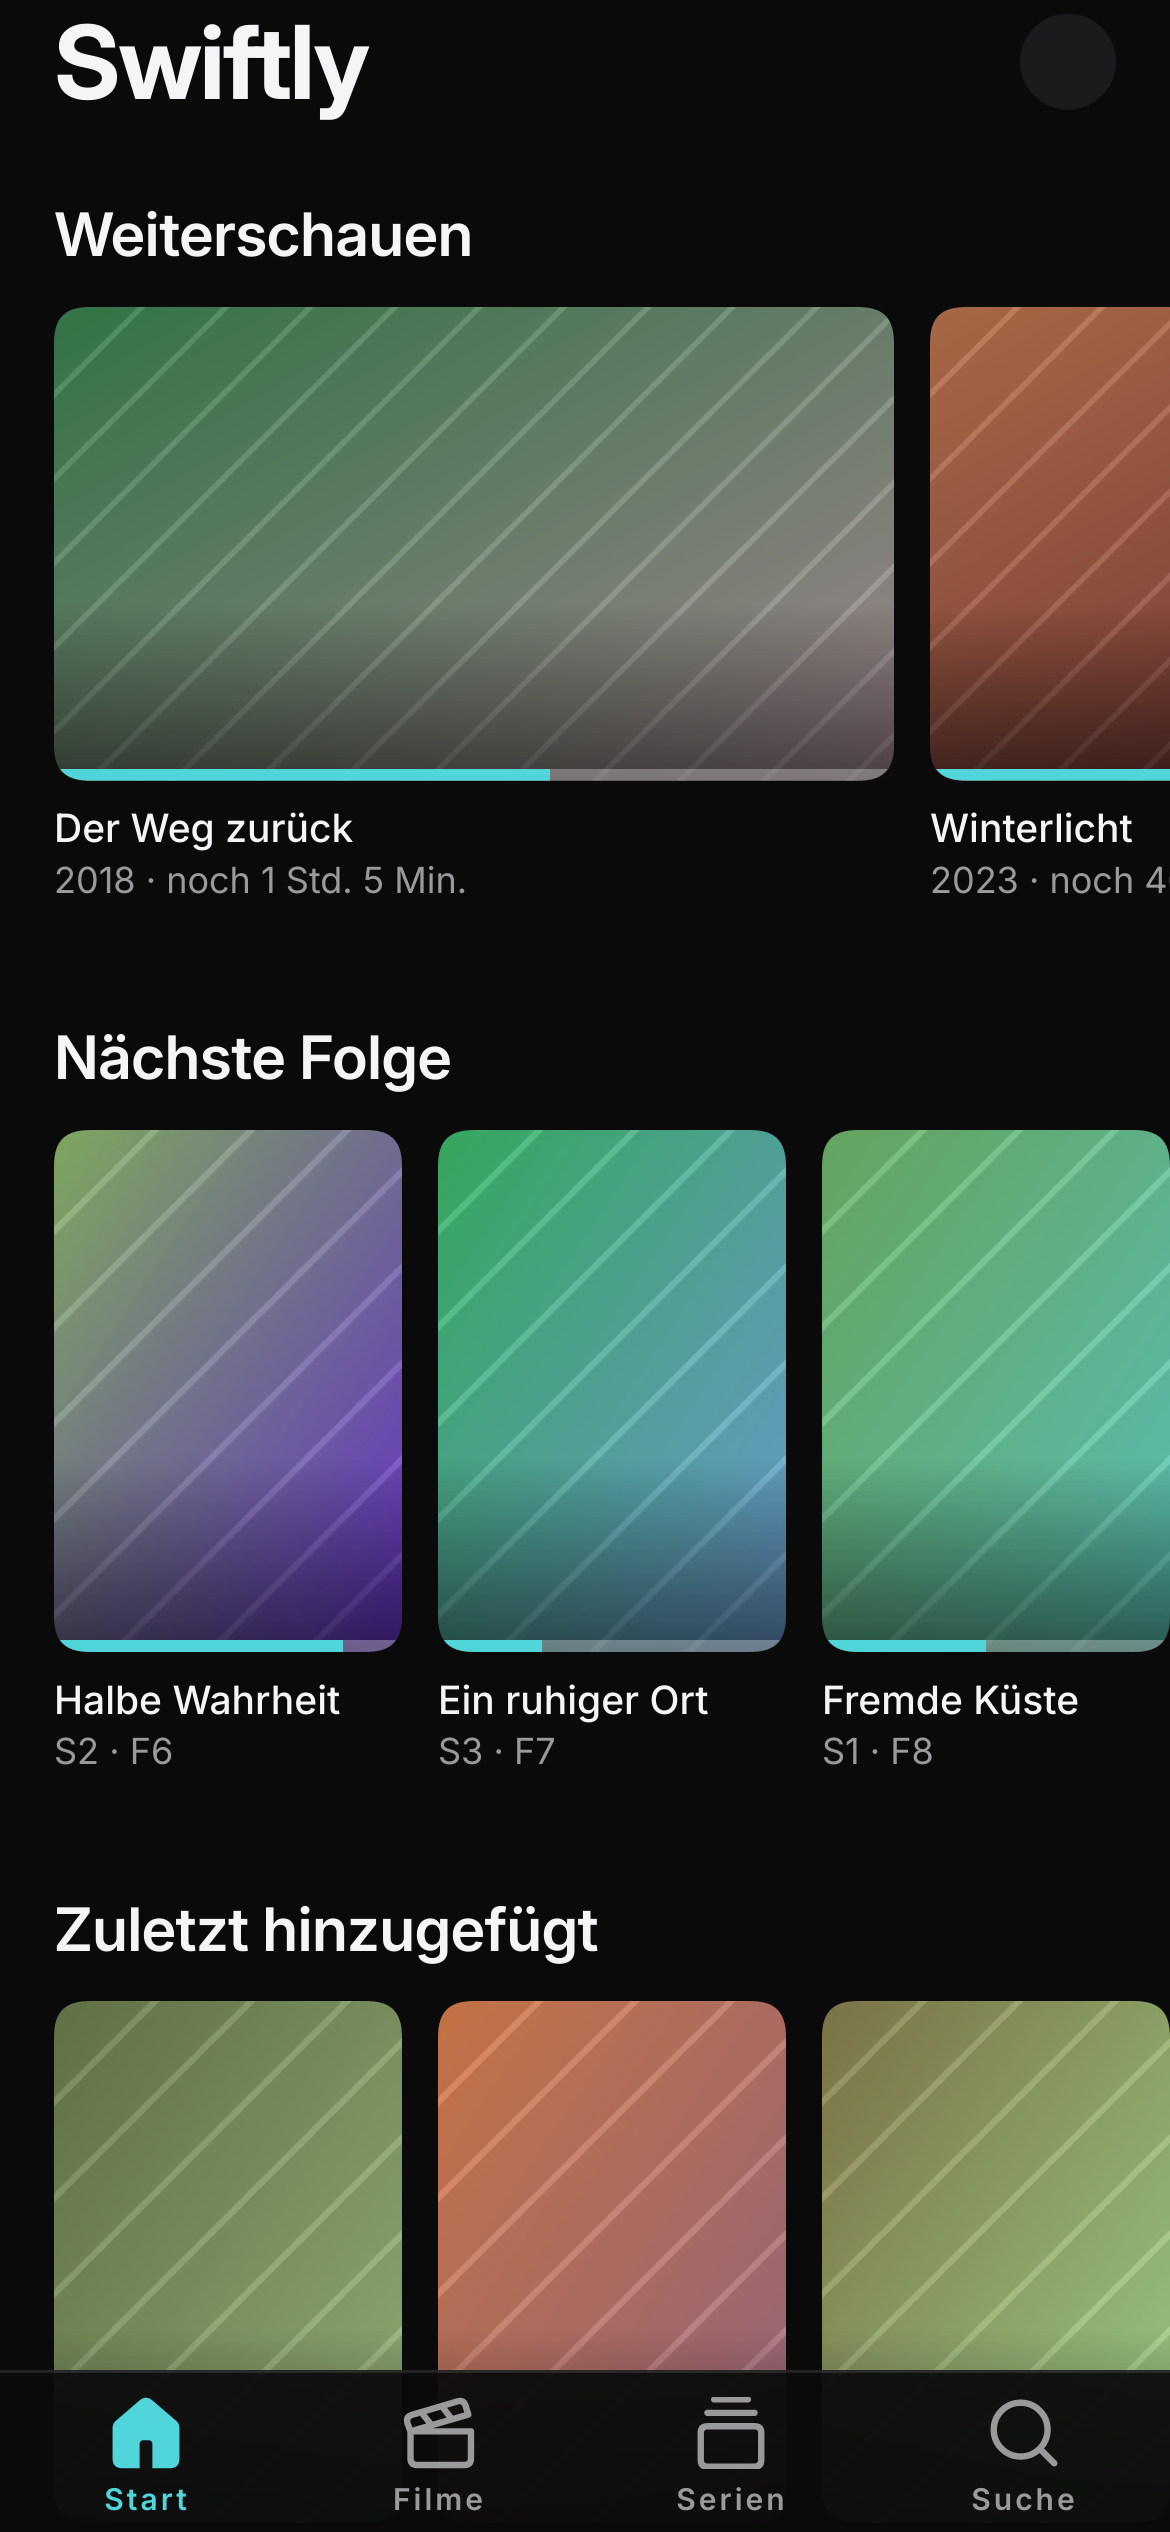 Swiftly
Weiterschauen
Der Weg zurück
2018 · noch 1 Std. 5 Min.
Winterlicht
2023 · noch
Nächste Folge
Halbe Wahrheit
S2 · F6
Ein ruhiger Ort
S3 · F7
Fremde Küste
S1 · F8
Zuletzt hinzugefügt
Start
Filme
Serien
Suche